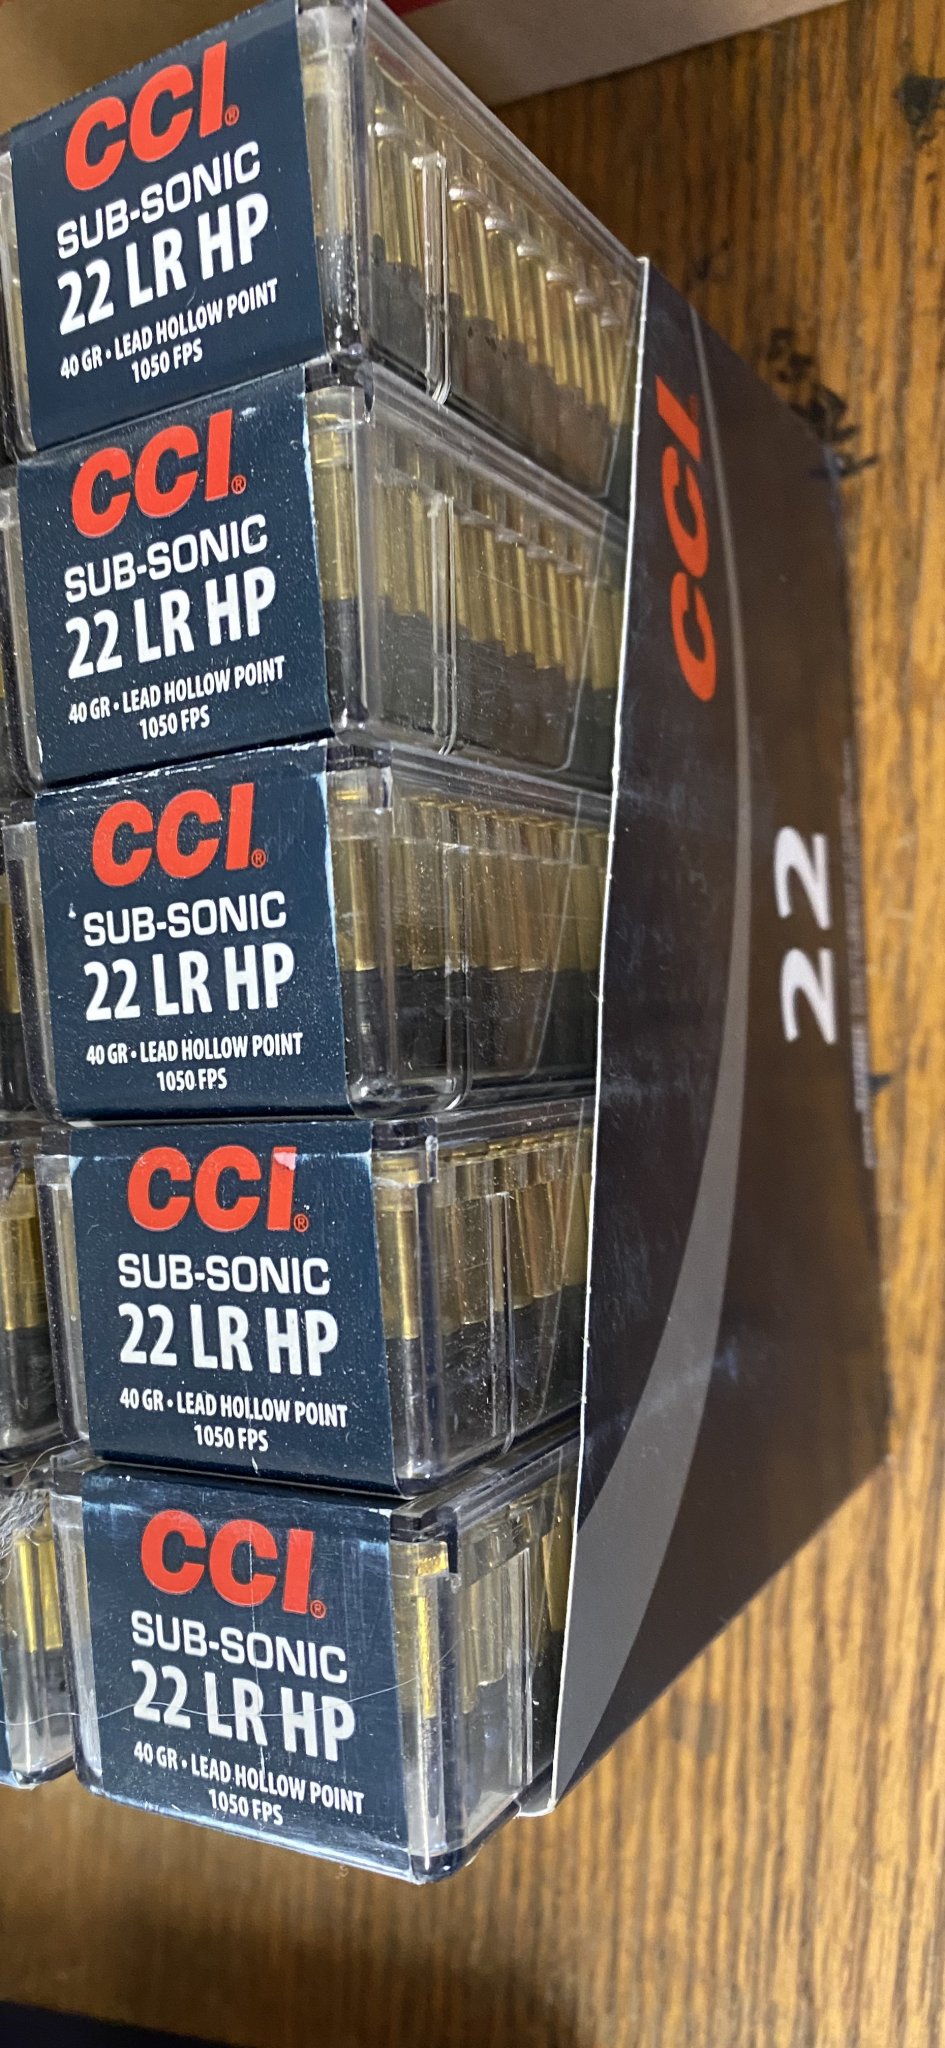 CCI®
SUB-SONIC
22 LR HP
40 GR • LEAD HOLLOW POINT
1050 FPS
CCI®
SUB-SONIC
22 LR HP
40 GR • LEAD HOLLOW POINT
1050 FPS
CCI®
SUB-SONIC
22 LR HP
40 GR • LEAD HOLLOW POINT
1050 FPS
CCI®
SUB-SONIC
22 LR HP
40 GR • LEAD HOLLOW POINT
1050 FPS
CCI®
SUB-SONIC
22 LR HP
40 GR • LEAD HOLLOW POINT
1050 FPS
CCI
22